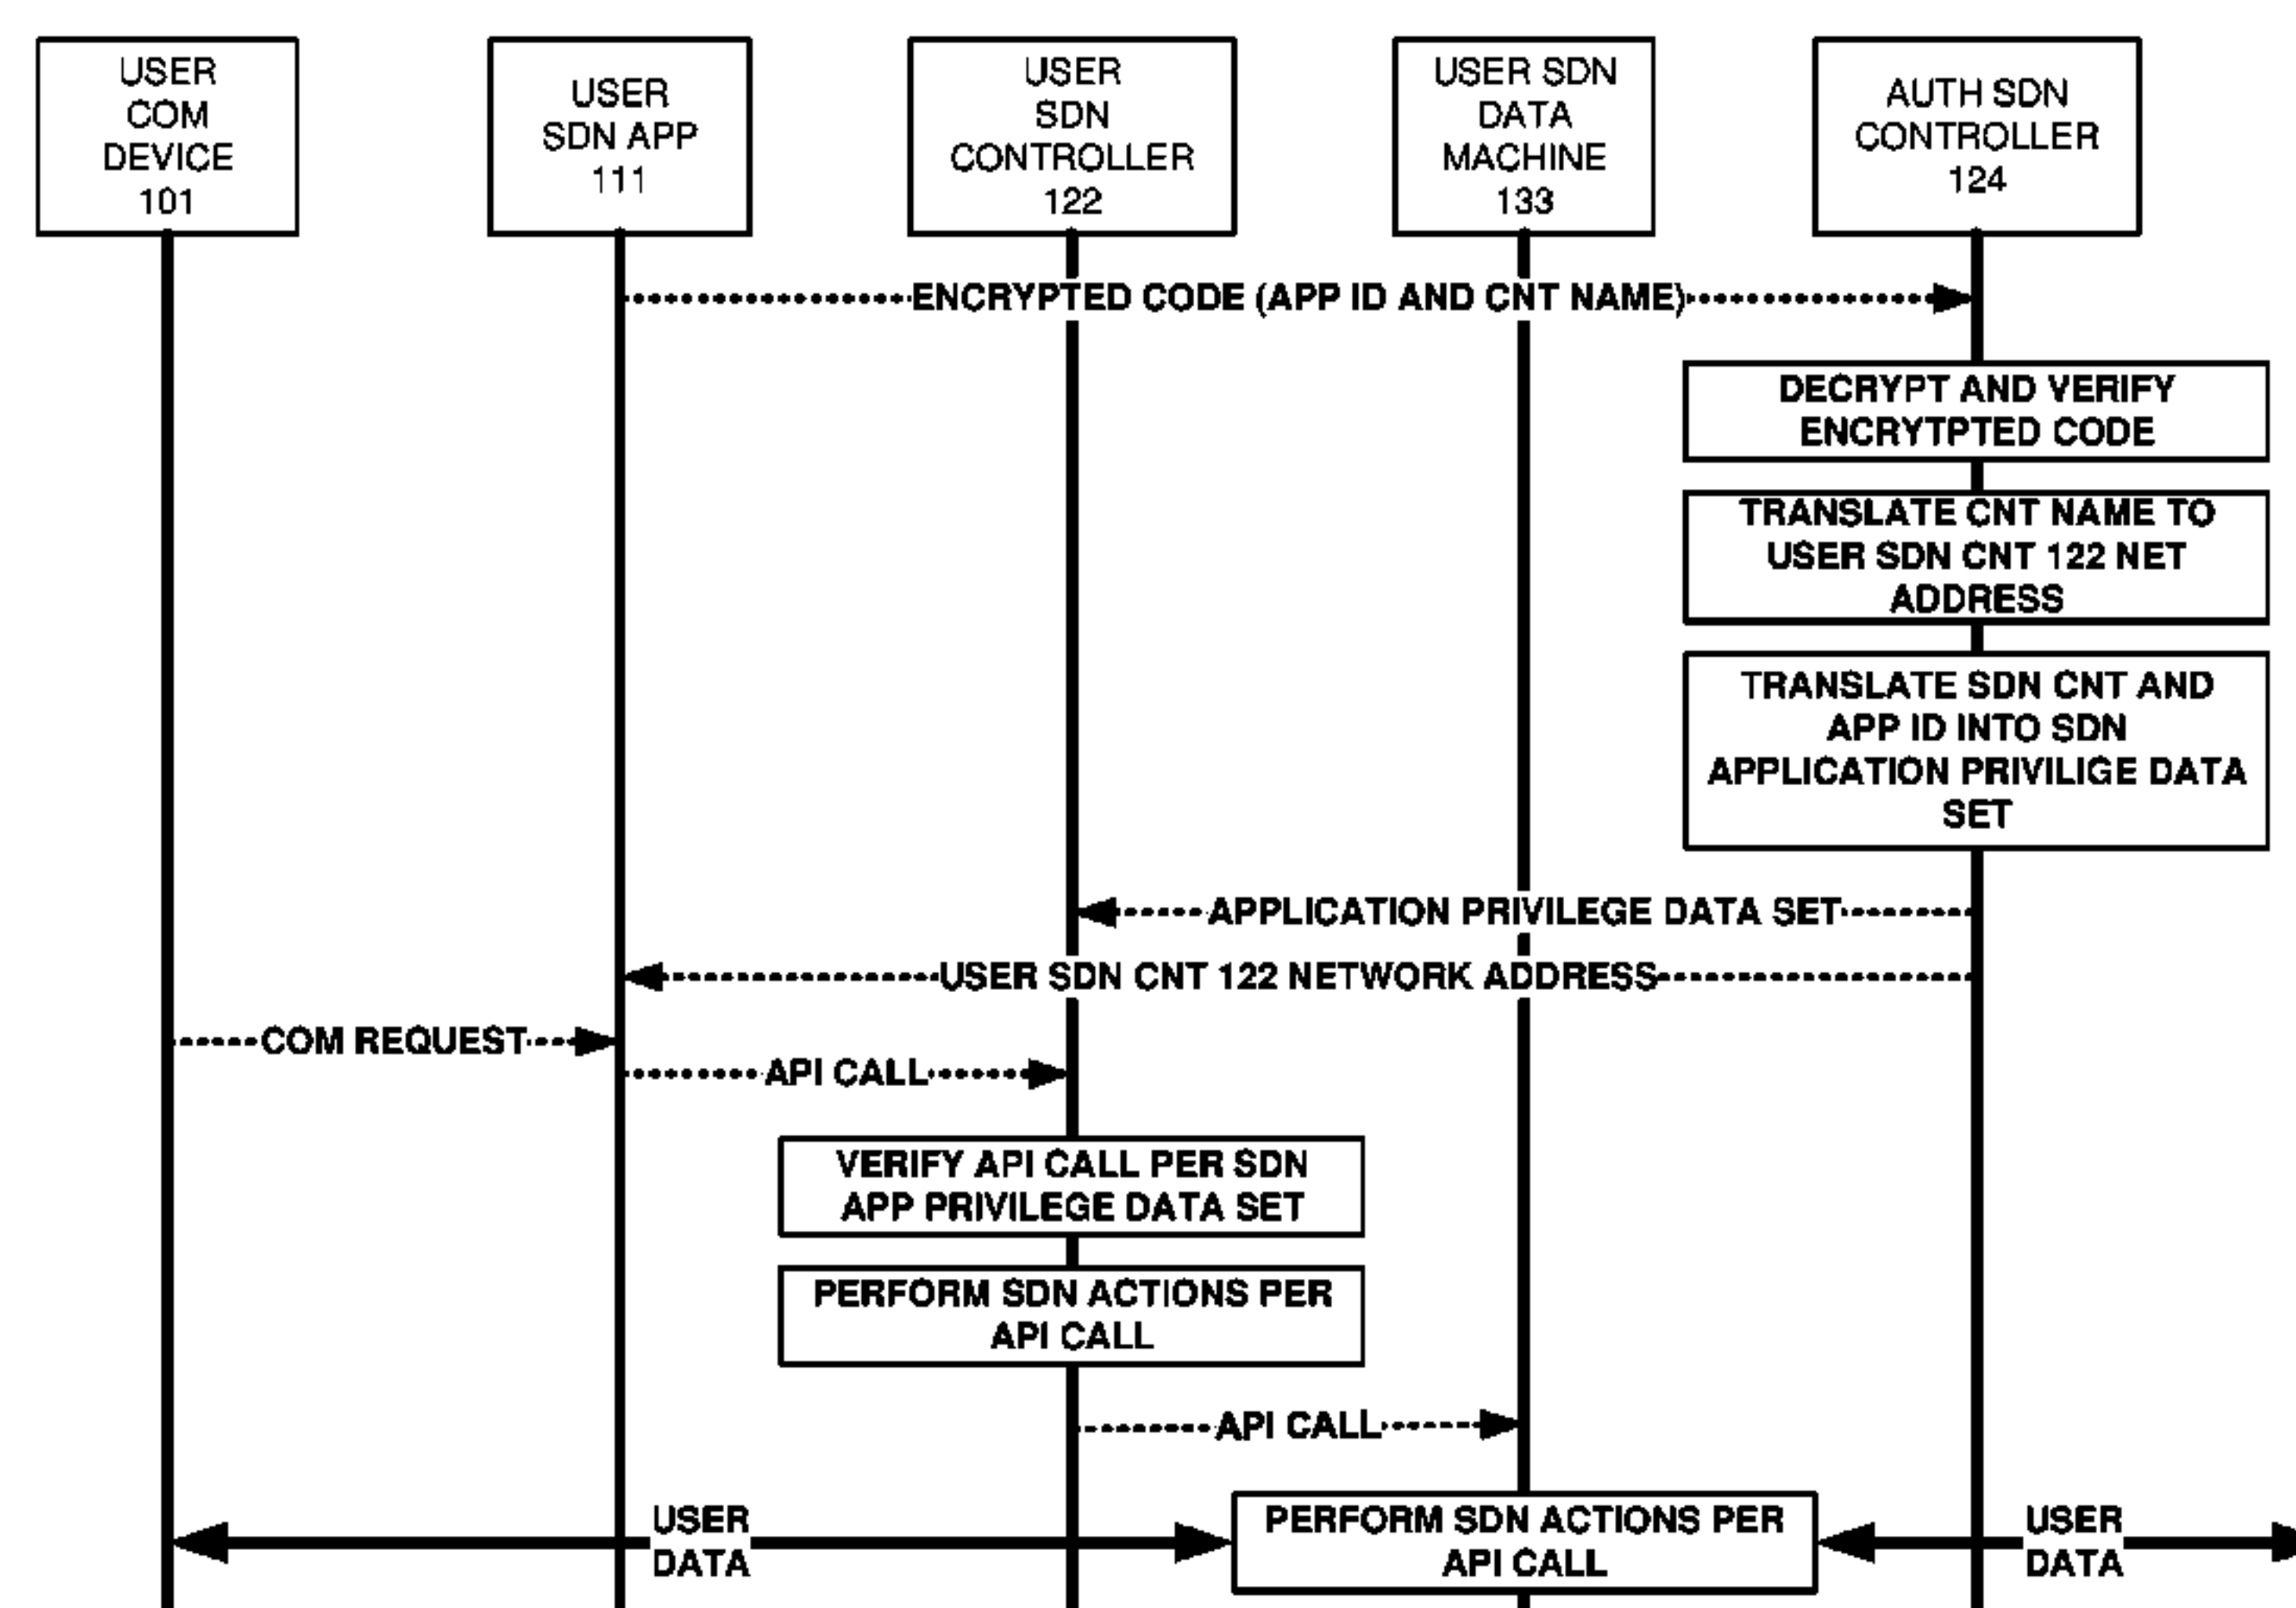 USER
COM
DEVICE
101
USER
SDN APP
111
USER
SDN
CONTROLLER
122
USER SDN
DATA
MACHINE
133
AUTH SDN
CONTROLLER
124
ENCRYPTED CODE (APP ID AND CNT NAME)
DECRYPT AND VERIFY
ENCRYTPTED CODE
TRANSLATE CNT NAME TO
USER SDN CNT 122 NET
ADDRESS
TRANSLATE SDN CNT AND
APP ID INTO SDN
APPLICATION PRIVILIGE DATA
SET
APPLICATION PRIVILEGE DATA SET
USER SDN CNT 122 NETWORK ADDRESS
COM REQUEST
API CALL
VERIFY API CALL PER SDN
APP PRIVILEGE DATA SET
PERFORM SDN ACTIONS PER
API CALL
API CALL
USER
DATA
PERFORM SDN ACTIONS PER
API CALL
USER
DATA